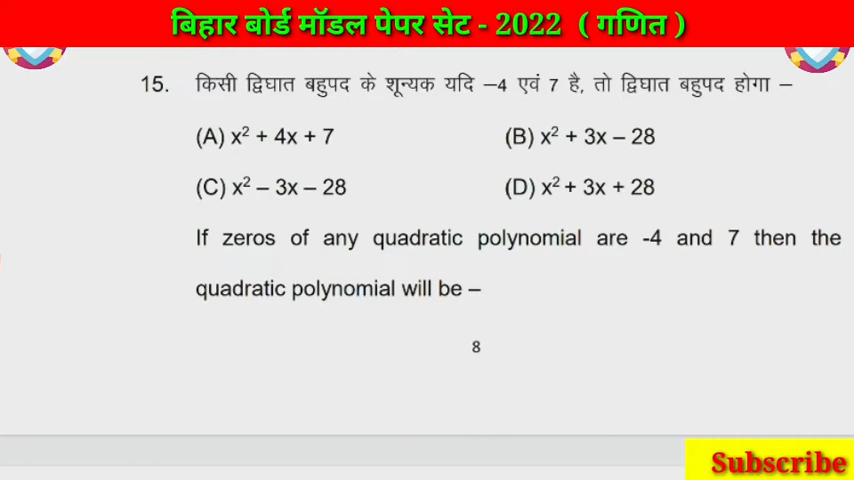 बिहार बोर्ड मॉडल पेपर सेट - 2022 ( गणित )
15. किसी द्विघात बहुपद के शून्यक यदि –4 एवं 7 है, तो द्विघात बहुपद होगा –
(A) x² + 4x + 7 (B) x² + 3x – 28
(C) x² – 3x – 28 (D) x² + 3x + 28
If zeros of any quadratic polynomial are -4 and 7 then the
quadratic polynomial will be –
8
Subscribe